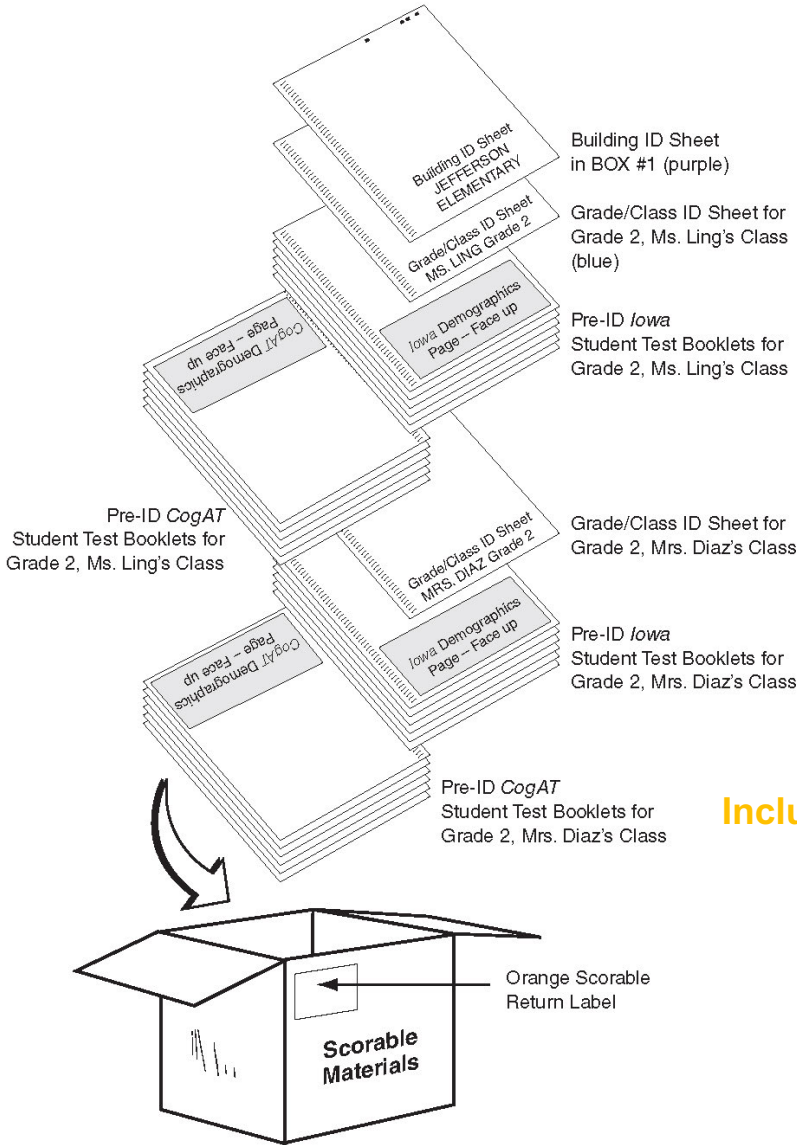 Building ID Sheet
JEFFERSON
ELEMENTARY
Building ID Sheet
in BOX #1 (purple)
Grade/Class ID Sheet
MS. LING Grade 2
Grade/Class ID Sheet for
Grade 2, Ms. Ling's Class
(blue)
Iowa Demographics
Page – Face up
Pre-ID Iowa
Student Test Booklets for
Grade 2, Ms. Ling's Class
CogAT Demographics
Page – Face up
Pre-ID CogAT
Student Test Booklets for
Grade 2, Ms. Ling's Class
Grade/Class ID Sheet
MRS. DIAZ Grade 2
Grade/Class ID Sheet for
Grade 2, Mrs. Diaz's Class
Iowa Demographics
Page – Face up
Pre-ID Iowa
Student Test Booklets for
Grade 2, Mrs. Diaz's Class
CogAT Demographics
Page – Face up
Pre-ID CogAT
Student Test Booklets for
Grade 2, Mrs. Diaz's Class
Orange Scorable
Return Label
Scorable
Materials